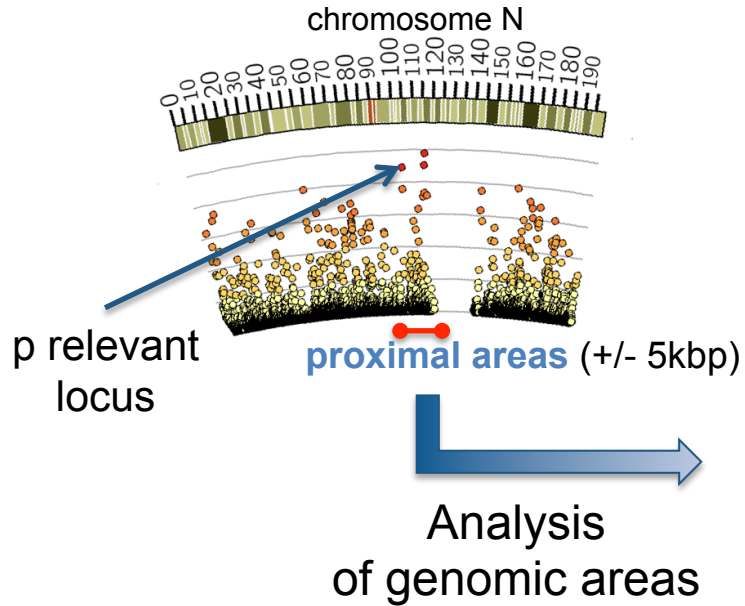 chromosome N
0 10 20 30 40 50 60 70 80 90 100 110 120 130 140 150 160 170 180 190
p relevant
locus
proximal areas (+/- 5kbp)
Analysis
of genomic areas